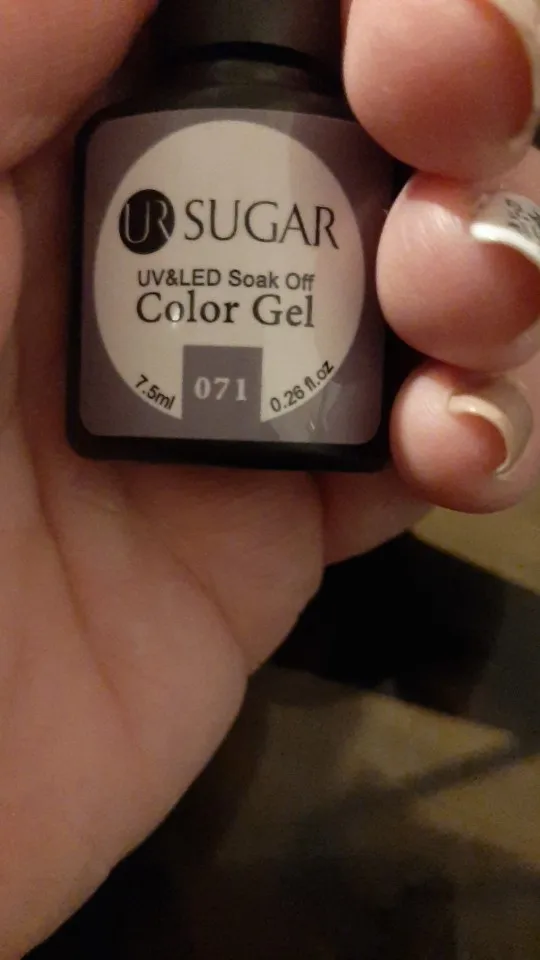 UR SUGAR
UV&LED Soak Off
Color Gel
7.5ml 071 0.26 fl.oz